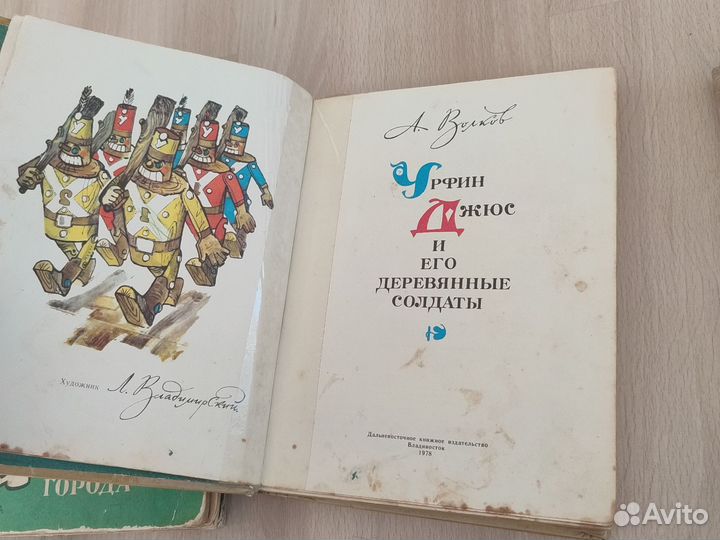 Художник Л. Владимирский.
А. Волков
Урфин
Джюс
и
его
деревянные
солдаты
Дальневосточное книжное издательство
Владивосток
1978
ГОРОДА
Avito